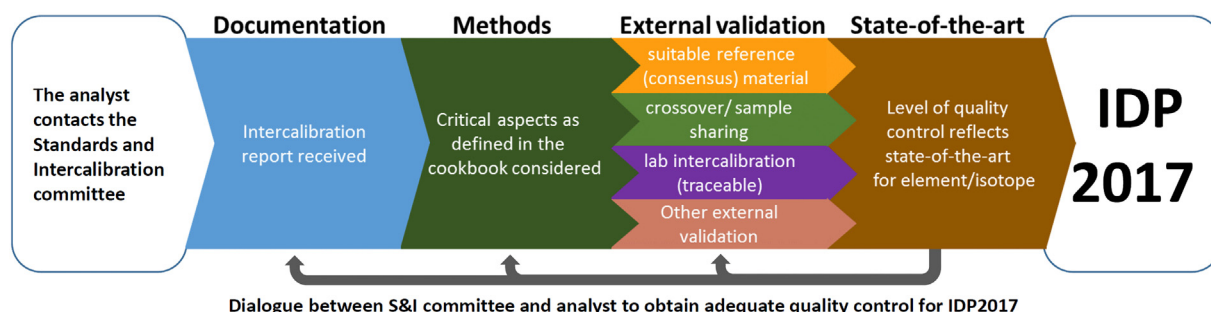 Documentation
Methods
External validation
State-of-the-art
The analyst
contacts the
Standards and
Intercalibration
committee
Intercalibration
report received
Critical aspects as
defined in the
cookbook considered
suitable reference
(consensus) material
crossover/ sample
sharing
lab intercalibration
(traceable)
Other external
validation
Level of quality
control reflects
state-of-the-art
for element/isotope
IDP
2017
Dialogue between S&I committee and analyst to obtain adequate quality control for IDP2017